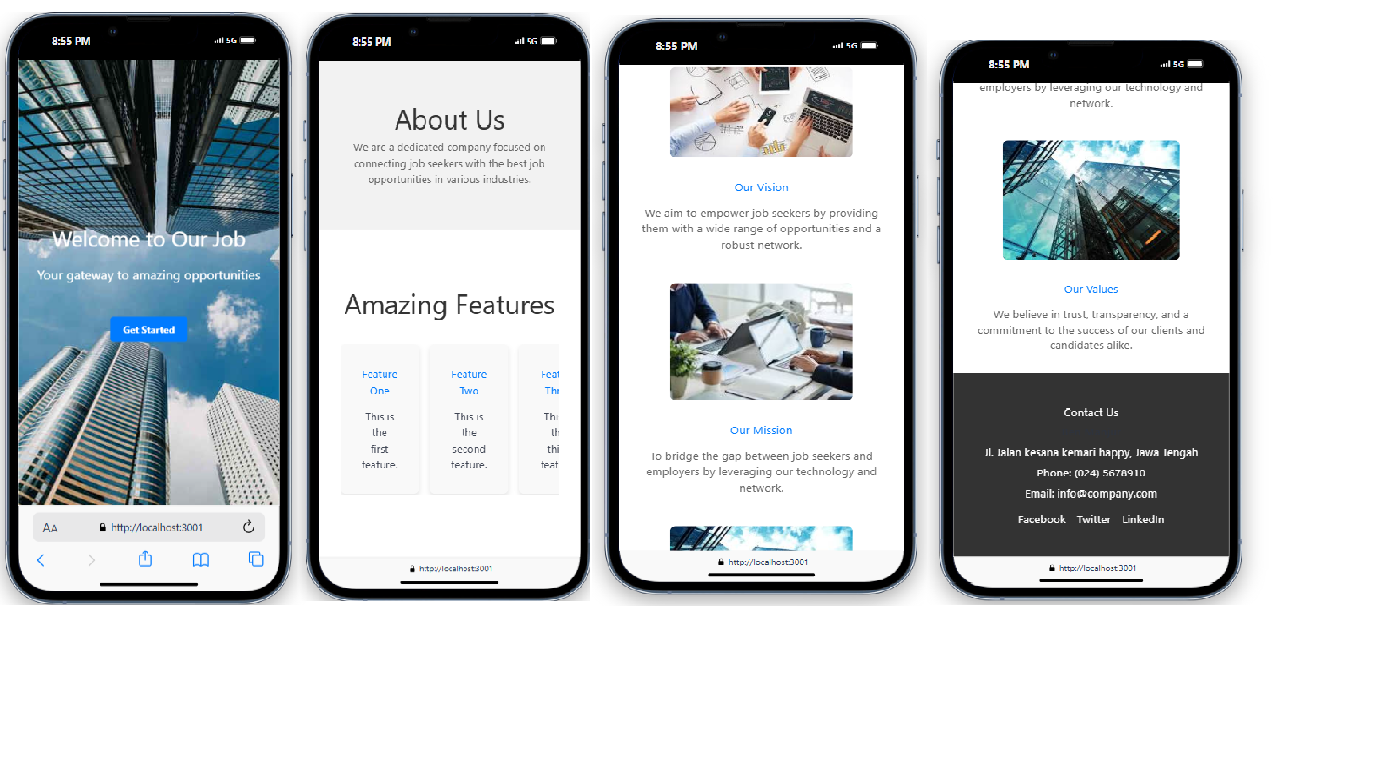 8:55 PM
5G
Welcome to Our Job
Your gateway to amazing opportunities
Get Started
AA
http://localhost:3001
8:55 PM
5G
About Us
We are a dedicated company focused on
connecting job seekers with the best job
opportunities in various industries.
Amazing Features
Feature
One
This is
the
first
feature.
Feature
Two
This is
the
second
feature.
Feat
Thr
Thi
th
thi
feat
http://localhost:3001
8:55 PM
5G
Our Vision
We aim to empower job seekers by providing
them with a wide range of opportunities and a
robust network.
Our Mission
To bridge the gap between job seekers and
employers by leveraging our technology and
network.
http://localhost:3001
8:55 PM
5G
employers by leveraging our technology and
network.
Our Values
We believe in trust, transparency, and a
commitment to the success of our clients and
candidates alike.
Contact Us
Jl. Jalan kesana kemari happy, Jawa Tengah
Phone: (024) 5678910
Email: info@company.com
Facebook Twitter LinkedIn
http://localhost:3001